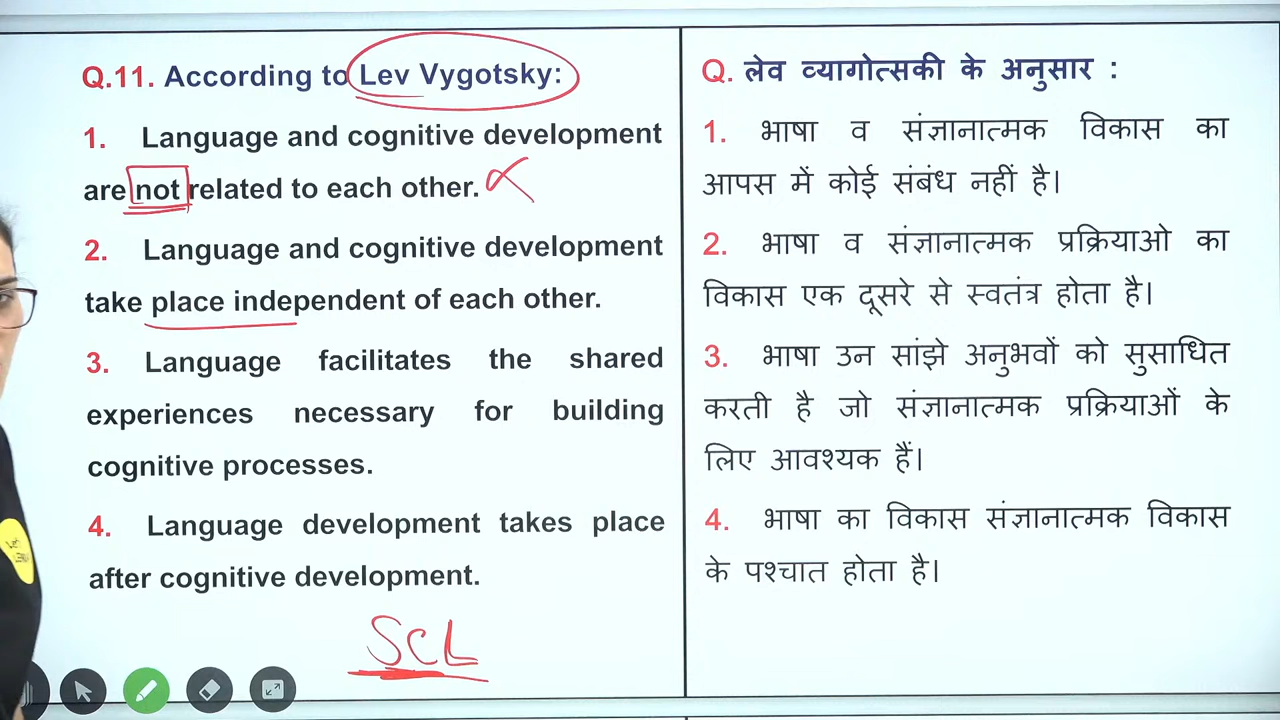 Q.11. According to Lev Vygotsky:
1. Language and cognitive development
are not related to each other.
2. Language and cognitive development
take place independent of each other.
3. Language facilitates the shared
experiences necessary for building
cognitive processes.
4. Language development takes place
after cognitive development.
SCL
Q. लेव व्यागोत्सकी के अनुसार :
1. भाषा व संज्ञानात्मक विकास का
आपस में कोई संबंध नहीं है।
2. भाषा व संज्ञानात्मक प्रक्रियाओ का
विकास एक दूसरे से स्वतंत्र होता है।
3. भाषा उन सांझे अनुभवों को सुसाधित
करती है जो संज्ञानात्मक प्रक्रियाओं के
लिए आवश्यक हैं।
4. भाषा का विकास संज्ञानात्मक विकास
के पश्चात होता है।